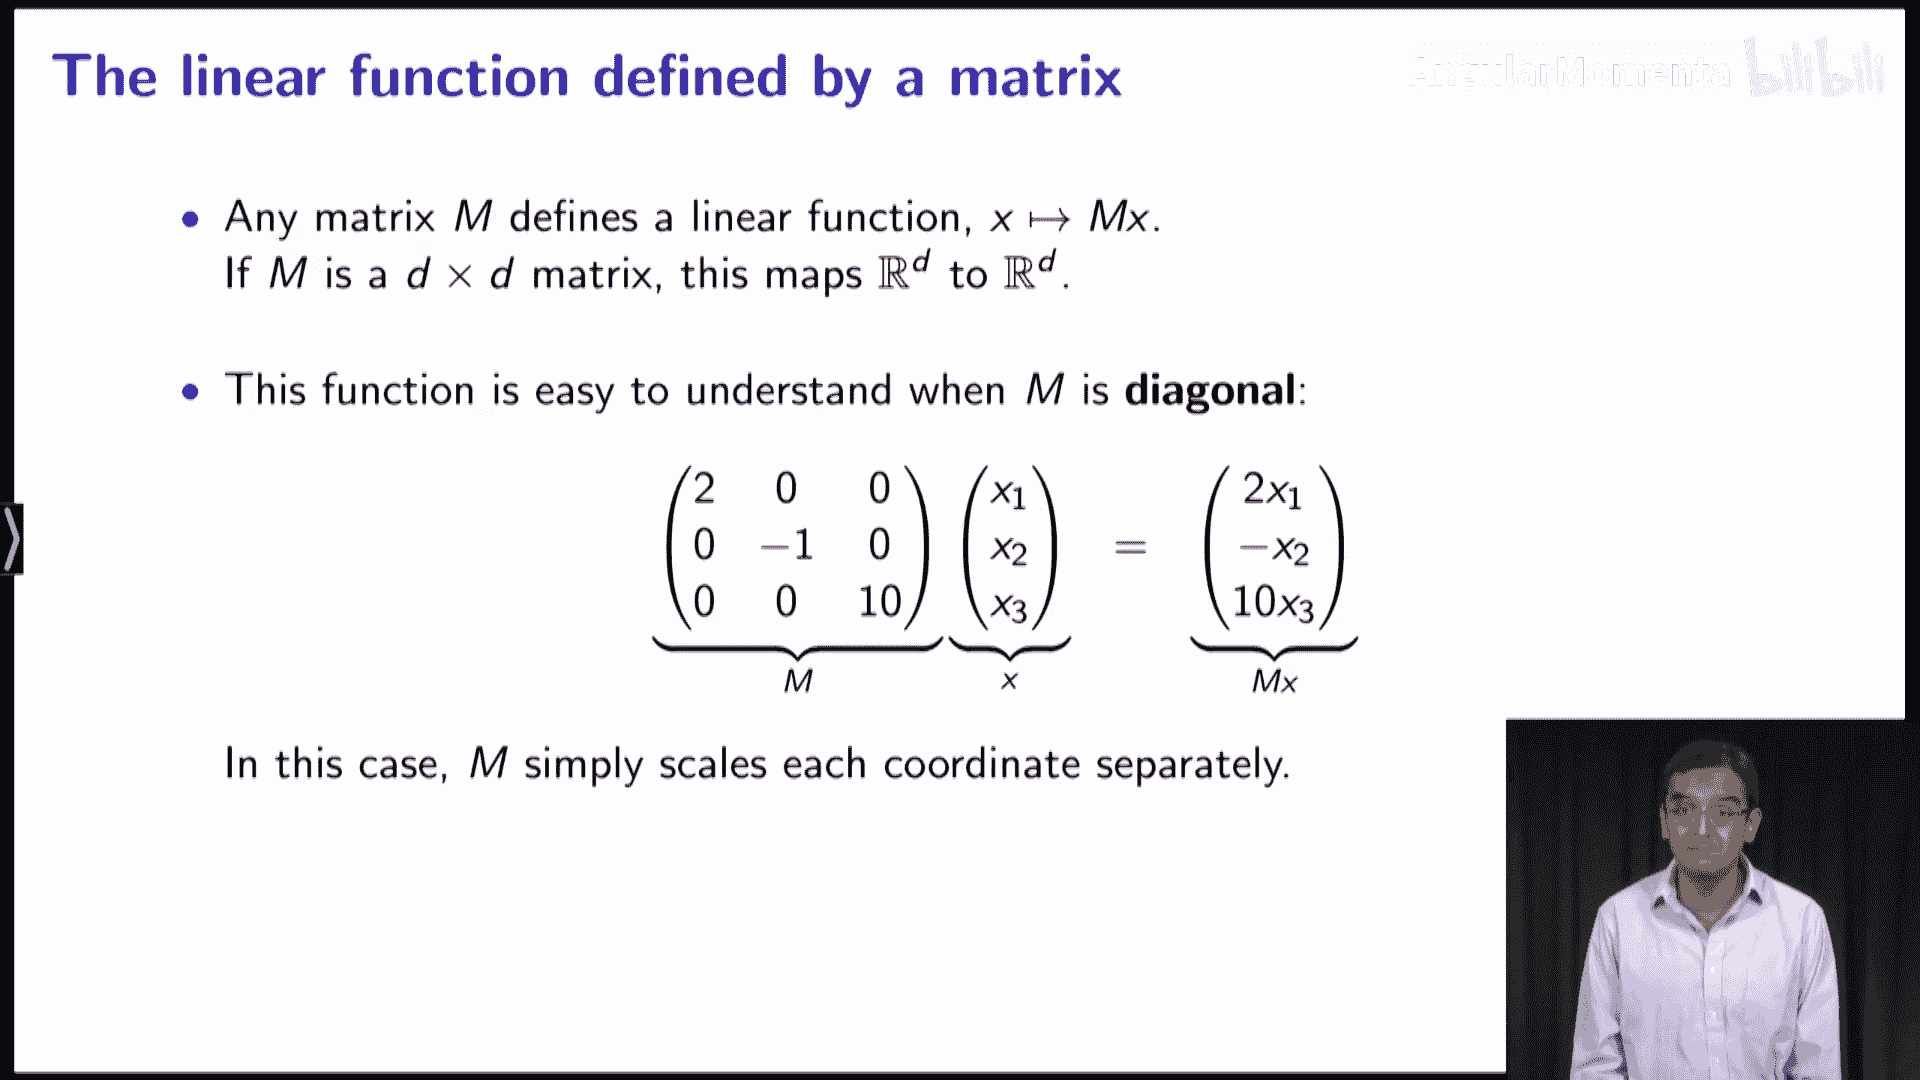 The linear function defined by a matrix
AngularMomenta bilibili
• Any matrix M defines a linear function, x ↦ Mx.
If M is a d × d matrix, this maps ℝ^d to ℝ^d.
• This function is easy to understand when M is diagonal:
(2 0 0) (x₁) (2x₁)
(0 −1 0) (x₂) = (−x₂)
(0 0 10) (x₃) (10x₃)
M x Mx
In this case, M simply scales each coordinate separately.